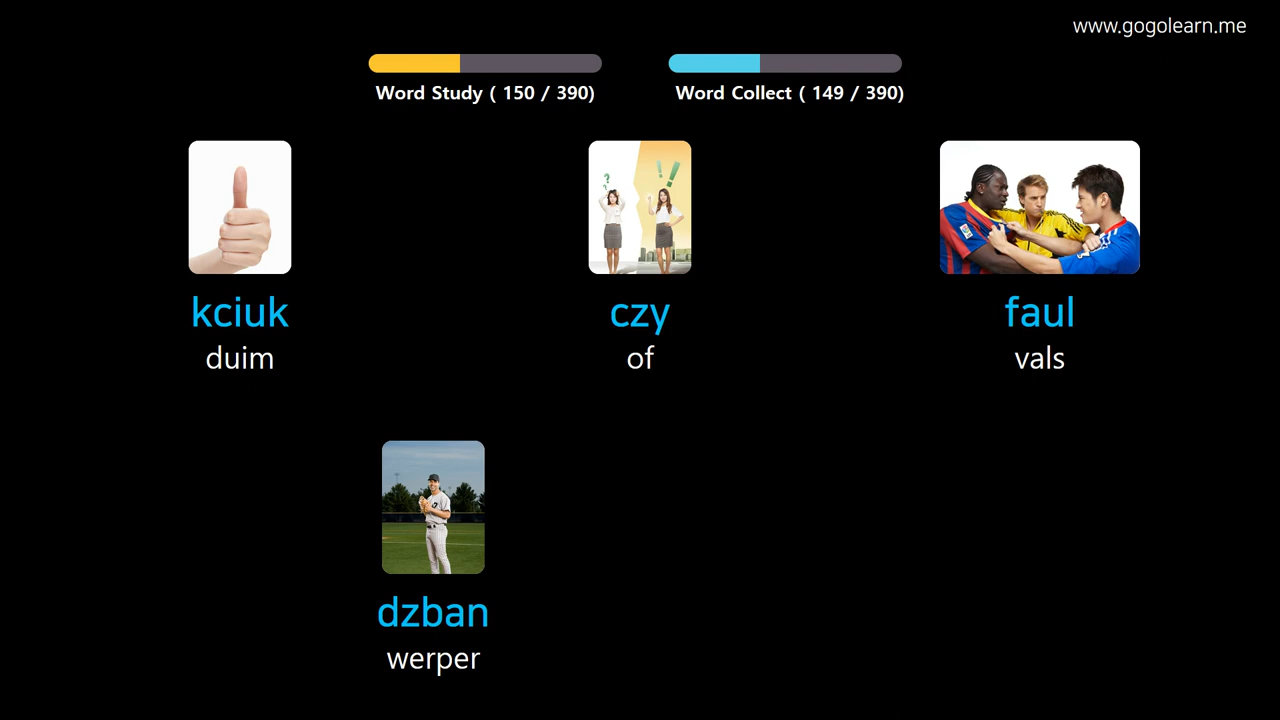 www.gogolearn.me
Word Study ( 150 / 390)
Word Collect ( 149 / 390)
kciuk
czy
faul
duim
of
vals
dzban
werper